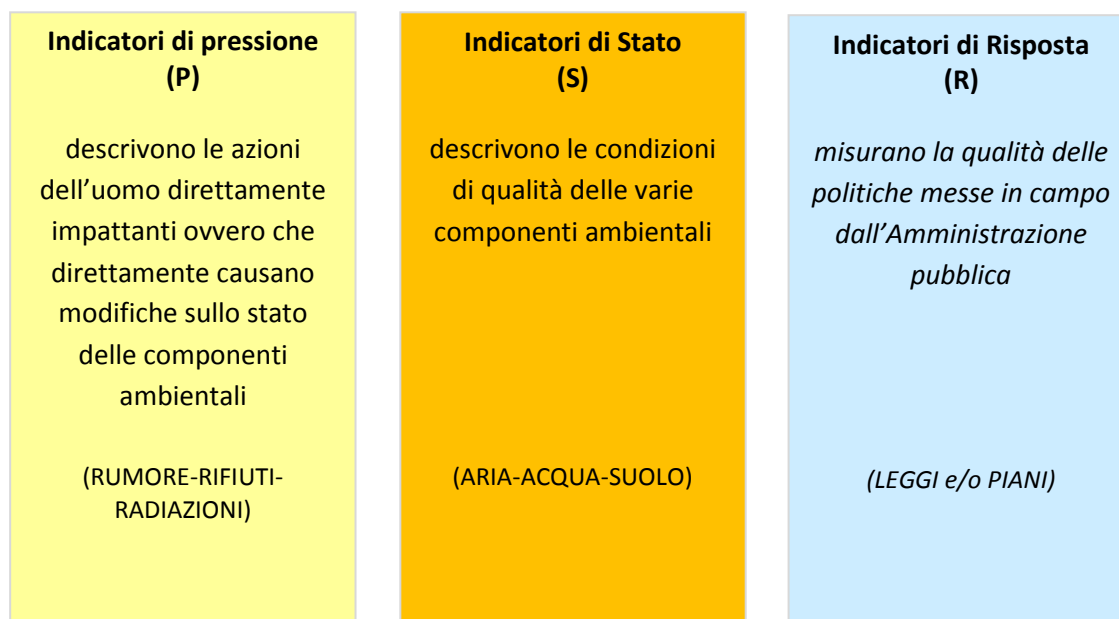 Indicatori di pressione
(P)
descrivono le azioni
dell’uomo direttamente
impattanti ovvero che
direttamente causano
modifiche sullo stato
delle componenti
ambientali
(RUMORE-RIFIUTI-
RADIAZIONI)
Indicatori di Stato
(S)
descrivono le condizioni
di qualità delle varie
componenti ambientali
(ARIA-ACQUA-SUOLO)
Indicatori di Risposta
(R)
misurano la qualità delle
politiche messe in campo
dall’Amministrazione
pubblica
(LEGGI e/o PIANI)